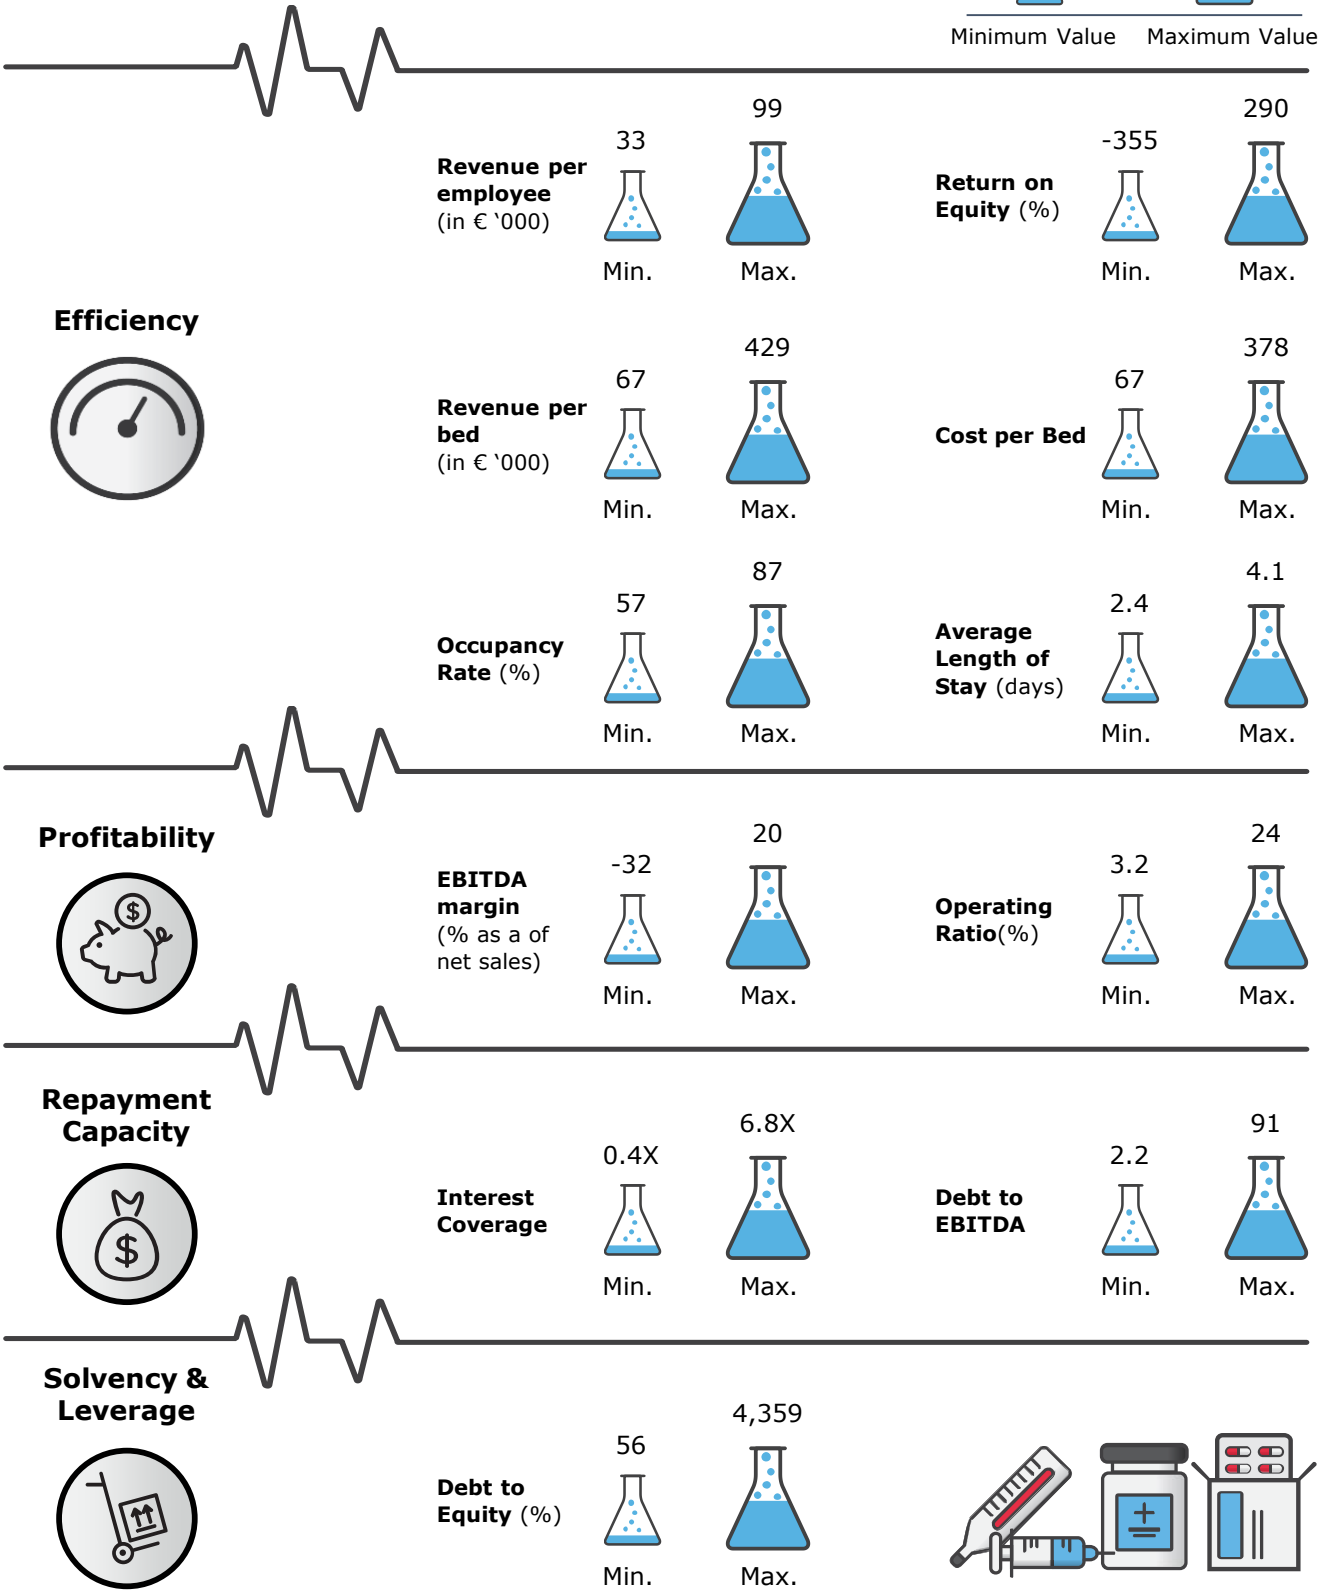 Minimum Value Maximum Value
Efficiency
Revenue per
employee
(in € ‘000)
33
Min.
99
Max.
Return on
Equity (%)
-355
Min.
290
Max.
Revenue per
bed
(in € ‘000)
67
Min.
429
Max.
Cost per Bed
67
Min.
378
Max.
Occupancy
Rate (%)
57
Min.
87
Max.
Average
Length of
Stay (days)
2.4
Min.
4.1
Max.
Profitability
$
EBITDA
margin
(% as a of
net sales)
-32
Min.
20
Max.
Operating
Ratio(%)
3.2
Min.
24
Max.
Repayment
Capacity
$
Interest
Coverage
0.4X
Min.
6.8X
Max.
Debt to
EBITDA
2.2
Min.
91
Max.
Solvency &
Leverage
Debt to
Equity (%)
56
Min.
4,359
Max.